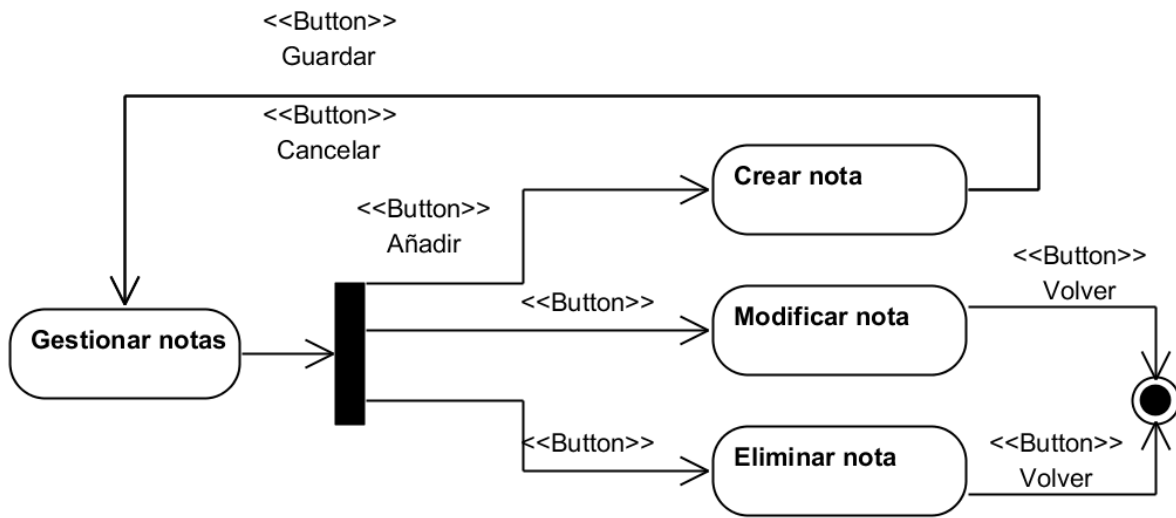 <<Button>>
Guardar
<<Button>>
Cancelar
Crear nota
<<Button>>
Añadir
<<Button>>
Volver
<<Button>>
Modificar nota
Gestionar notas
<<Button>>
Eliminar nota
<<Button>>
Volver